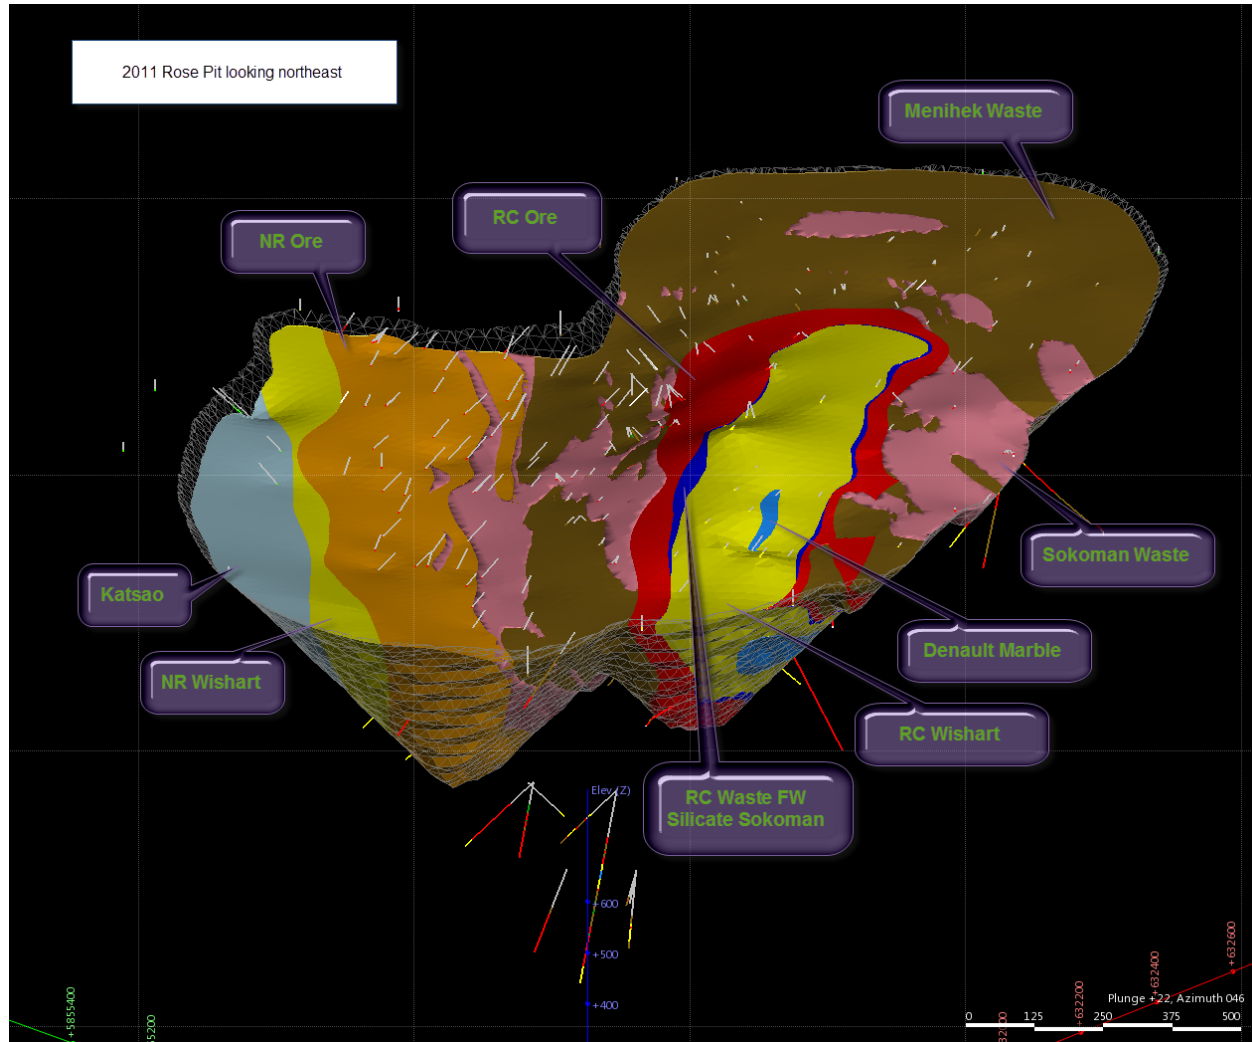 2011 Rose Pit looking northeast
Menihek Waste
RC Ore
NR Ore
Sokoman Waste
Katsao
Denault Marble
NR Wishart
RC Wishart
RC Waste FW
Silicate Sokoman
Elev (Z)
+600
+500
+400
+5855400
+632600
+632400
+632200
Plunge +22, Azimuth 046
0 125 250 375 500